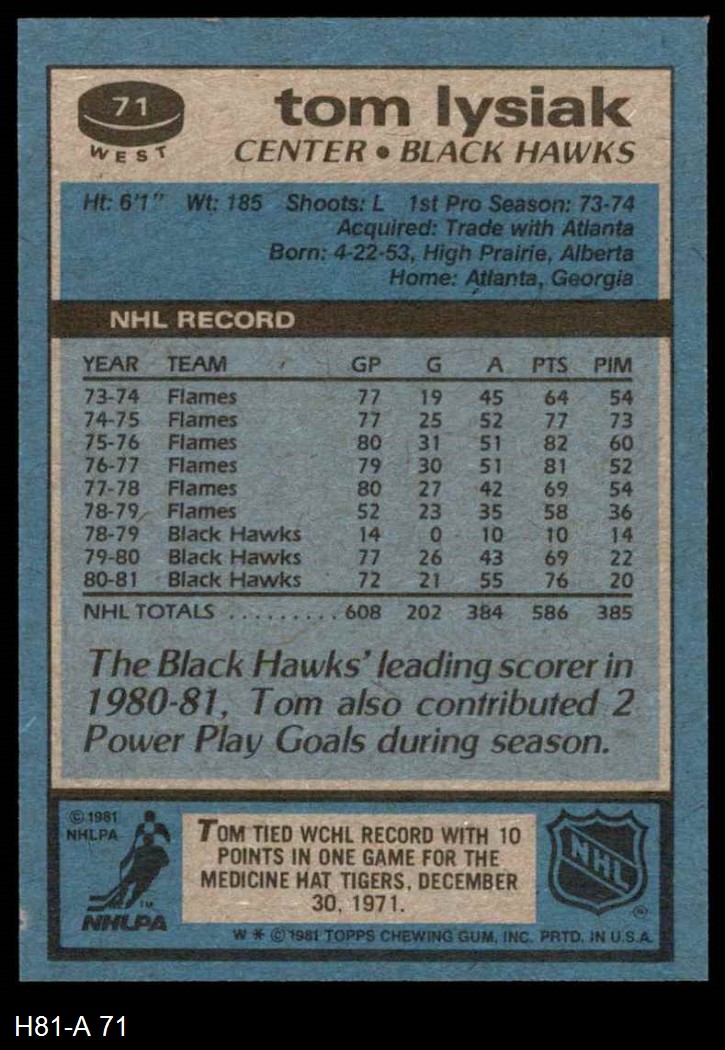 71
WEST
tom lysiak
CENTER • BLACK HAWKS
Ht: 6'1" Wt: 185 Shoots: L 1st Pro Season: 73-74
Acquired: Trade with Atlanta
Born: 4-22-53, High Prairie, Alberta
Home: Atlanta, Georgia
NHL RECORD
YEAR TEAM GP G A PTS PIM
73-74 Flames 77 19 45 64 54
74-75 Flames 77 25 52 77 73
75-76 Flames 80 31 51 82 60
76-77 Flames 79 30 51 81 52
77-78 Flames 80 27 42 69 54
78-79 Flames 52 23 35 58 36
78-79 Black Hawks 14 0 10 10 14
79-80 Black Hawks 77 26 43 69 22
80-81 Black Hawks 72 21 55 76 20
NHL TOTALS ......... 608 202 384 586 385
The Black Hawks' leading scorer in
1980-81, Tom also contributed 2
Power Play Goals during season.
© 1981
NHLPA
TM
NHLPA
TOM TIED WCHL RECORD WITH 10
POINTS IN ONE GAME FOR THE
MEDICINE HAT TIGERS, DECEMBER
30, 1971.
NHL
®
W * © 1981 TOPPS CHEWING GUM, INC. PRTD. IN U.S.A.
H81-A 71